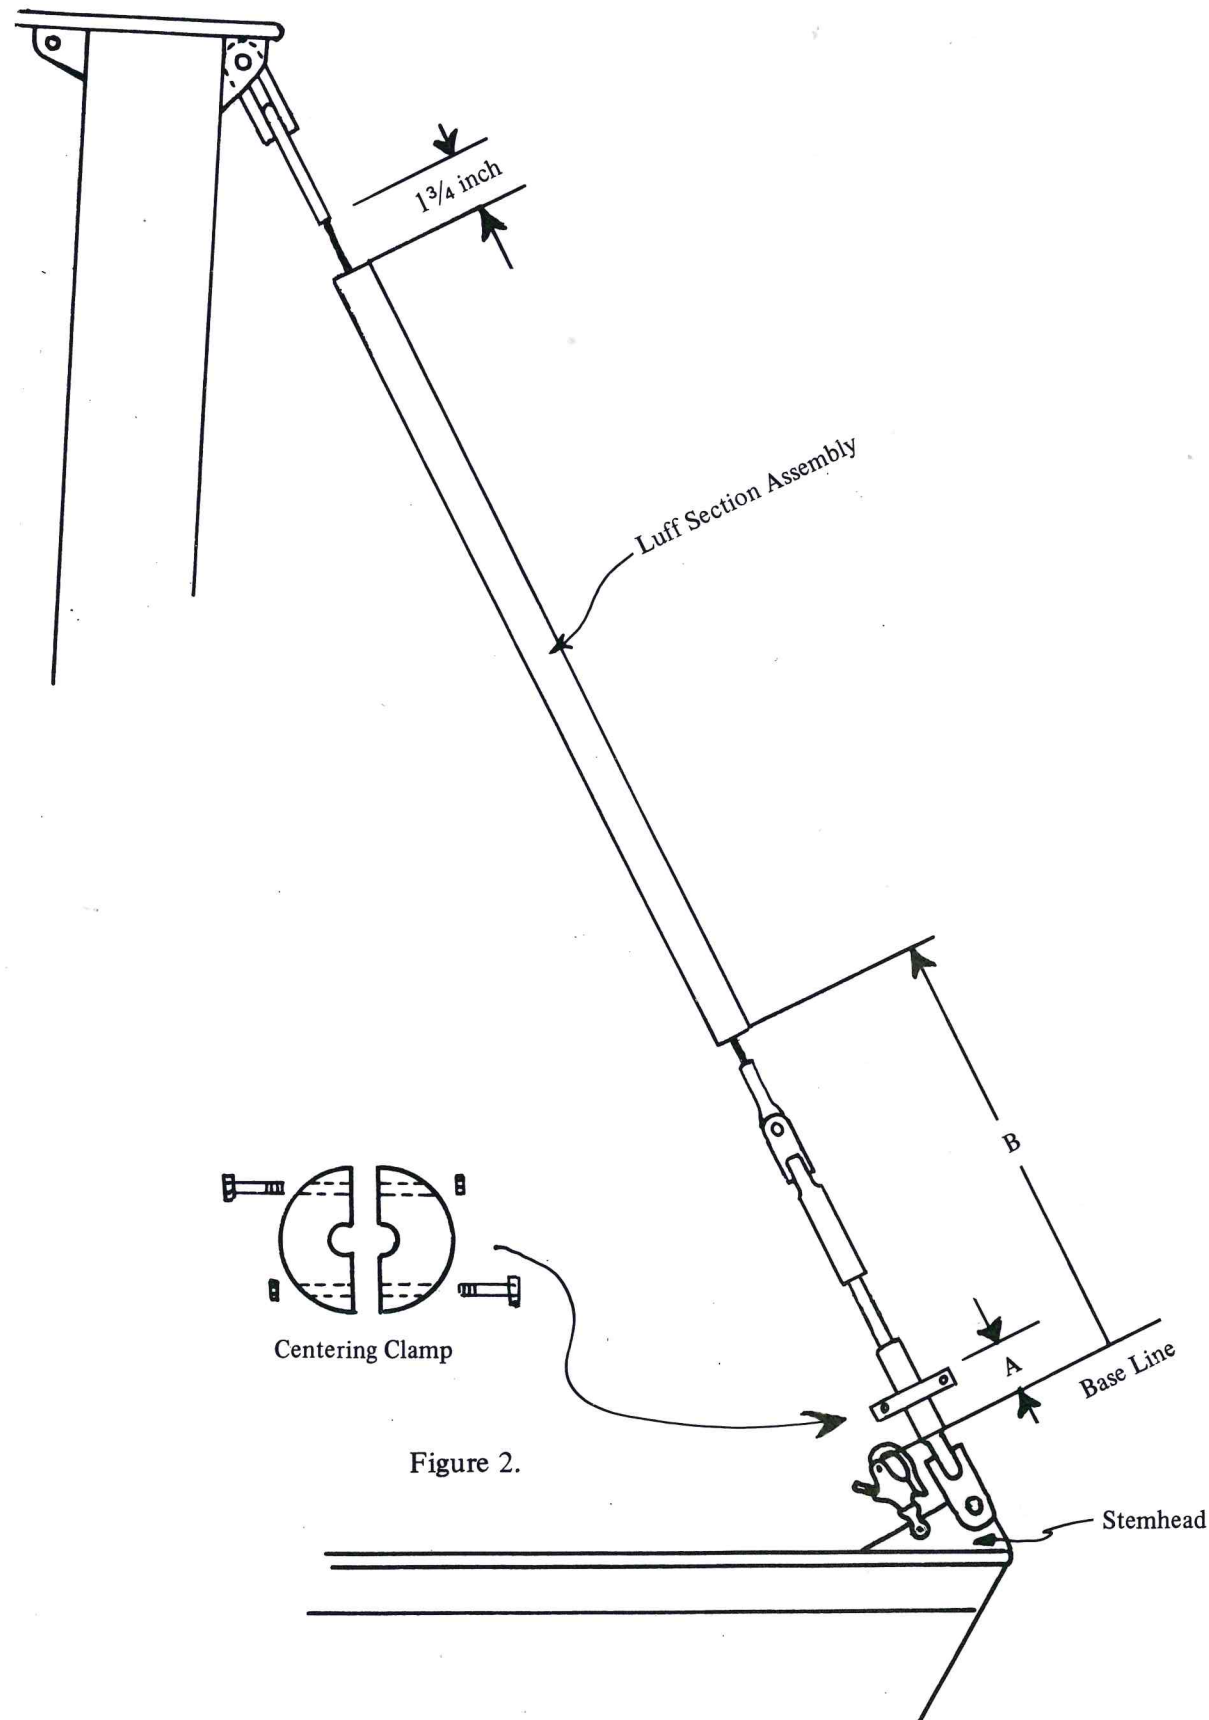 1¾ inch
Luff Section Assembly
B
A
Base Line
Centering Clamp
Figure 2.
Stemhead